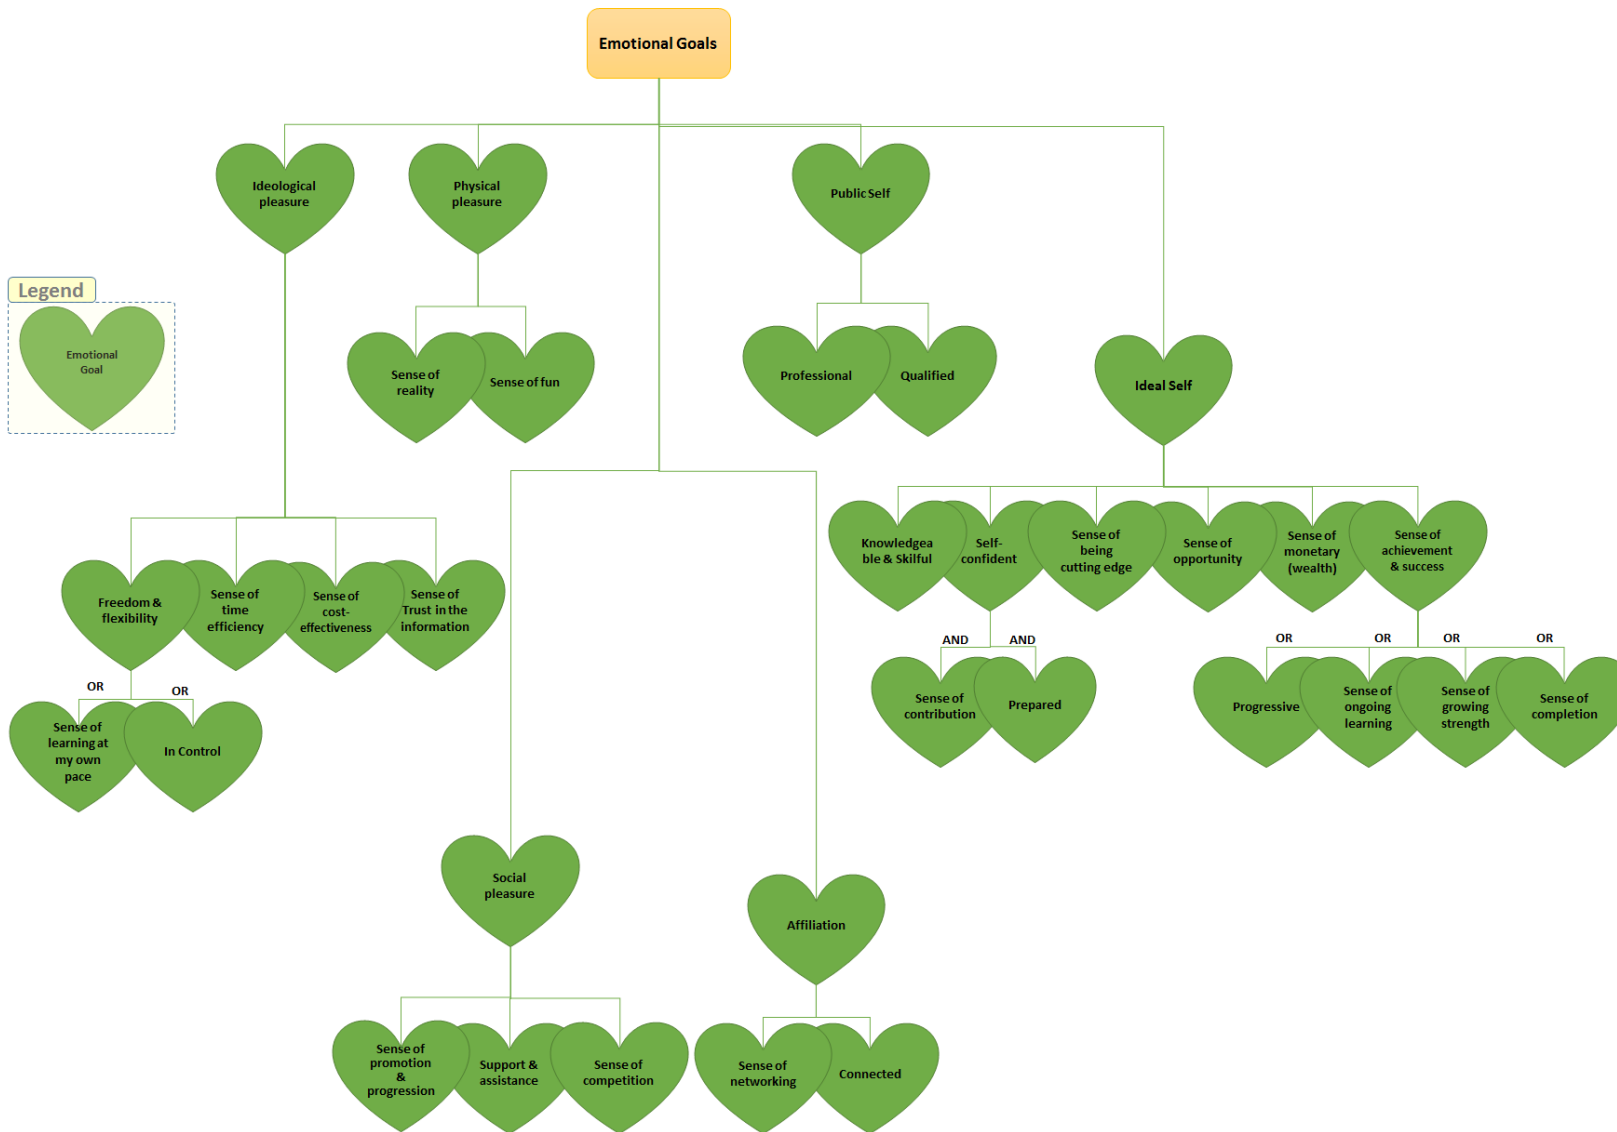 Emotional Goals
Ideological
pleasure
Physical
pleasure
Public Self
Legend
Emotional
Goal
Sense of
reality
Sense of fun
Professional
Qualified
Ideal Self
Knowledgea
ble & Skilful
Self-
confident
Sense of
being
cutting edge
Sense of
opportunity
Sense of
monetary
(wealth)
Sense of
achievement
& success
Freedom &
flexibility
Sense of
time
efficiency
Sense of
cost-
effectiveness
Sense of
Trust in the
information
AND
AND
OR
OR
OR
OR
Sense of
contribution
Prepared
Progressive
Sense of
ongoing
learning
Sense of
growing
strength
Sense of
completion
OR
OR
Sense of
learning at
my own
pace
In Control
Social
pleasure
Affiliation
Sense of
promotion
&
progression
Support &
assistance
Sense of
competition
Sense of
networking
Connected